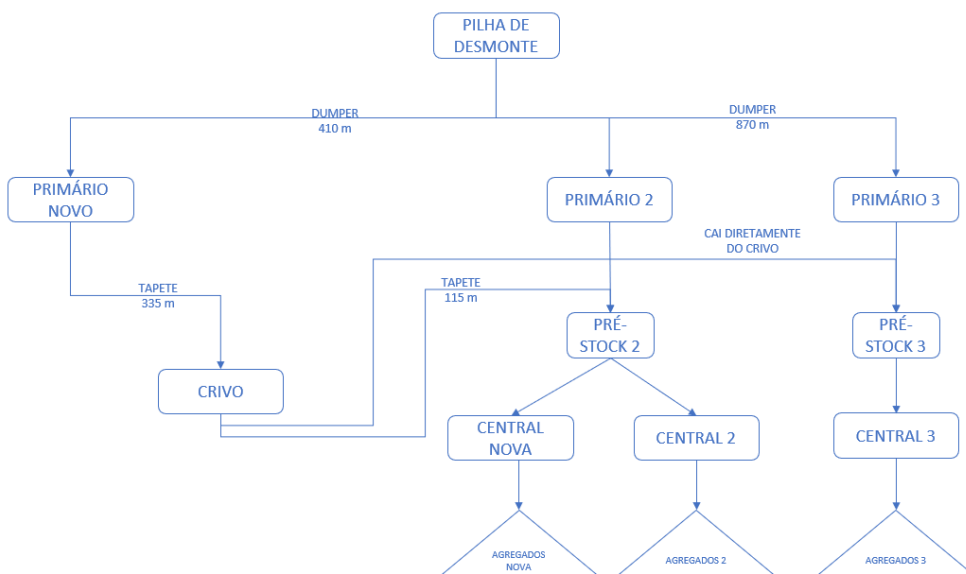 PILHA DE
DESMONTE
DUMPER
410 m
DUMPER
870 m
PRIMÁRIO
NOVO
PRIMÁRIO 2
PRIMÁRIO 3
CAI DIRETAMENTE
DO CRIVO
TAPETE
335 m
TAPETE
115 m
PRÉ-
STOCK 2
PRÉ-
STOCK 3
CRIVO
CENTRAL
NOVA
CENTRAL 2
CENTRAL 3
AGREGADOS
NOVA
AGREGADOS 2
AGREGADOS 3